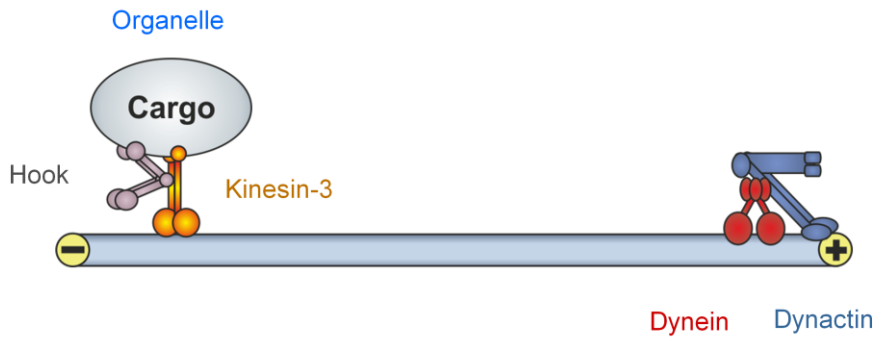 Organelle
Cargo
Hook
Kinesin-3
−
+
Dynein
Dynactin